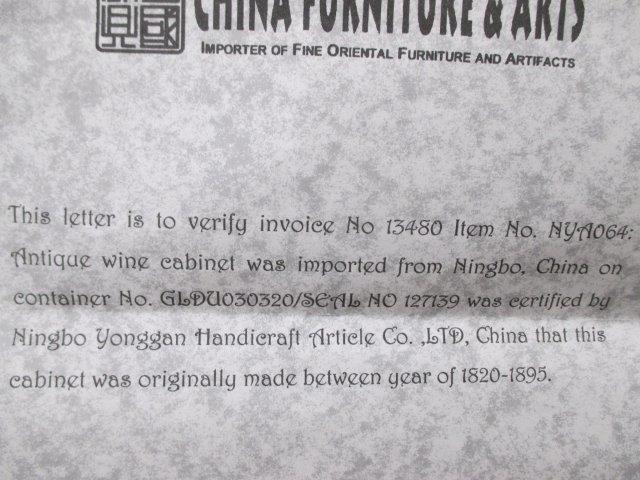 CHINA FURNITURE & ARTS
IMPORTER OF FINE ORIENTAL FURNITURE AND ARTIFACTS
This letter is to verify invoice No 13480 Item No. NYA064:
Antique wine cabinet was imported from Ningbo, China on
container No. GLDU030320/SEAL NO 127139 was certified by
Ningbo Yonggan Handicraft Article Co. ,LTD, China that this
cabinet was originally made between year of 1820-1895.